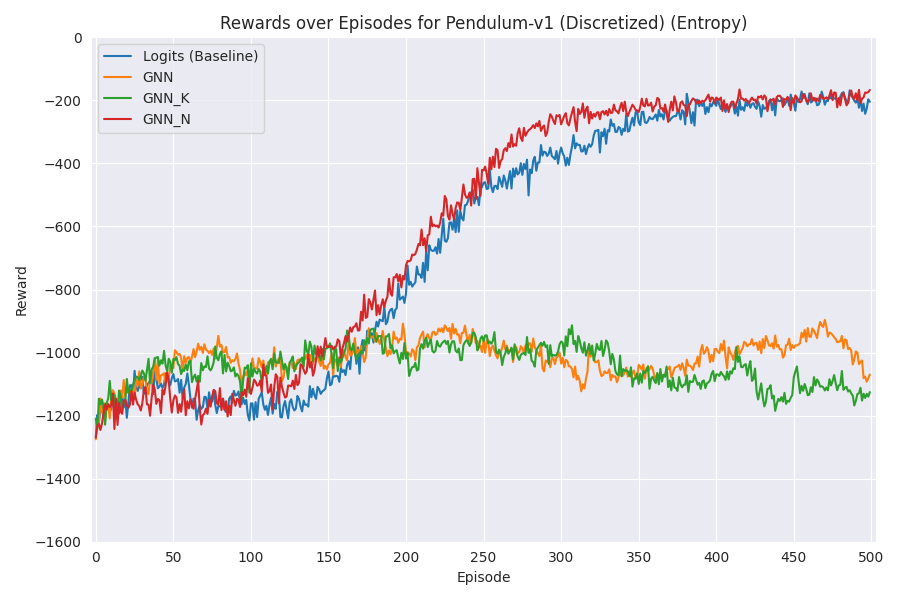 Rewards over Episodes for Pendulum-v1 (Discretized) (Entropy)
Logits (Baseline)
GNN
GNN_K
GNN_N
Reward
0
−200
−400
−600
−800
−1000
−1200
−1400
−1600
0 50 100 150 200 250 300 350 400 450 500
Episode